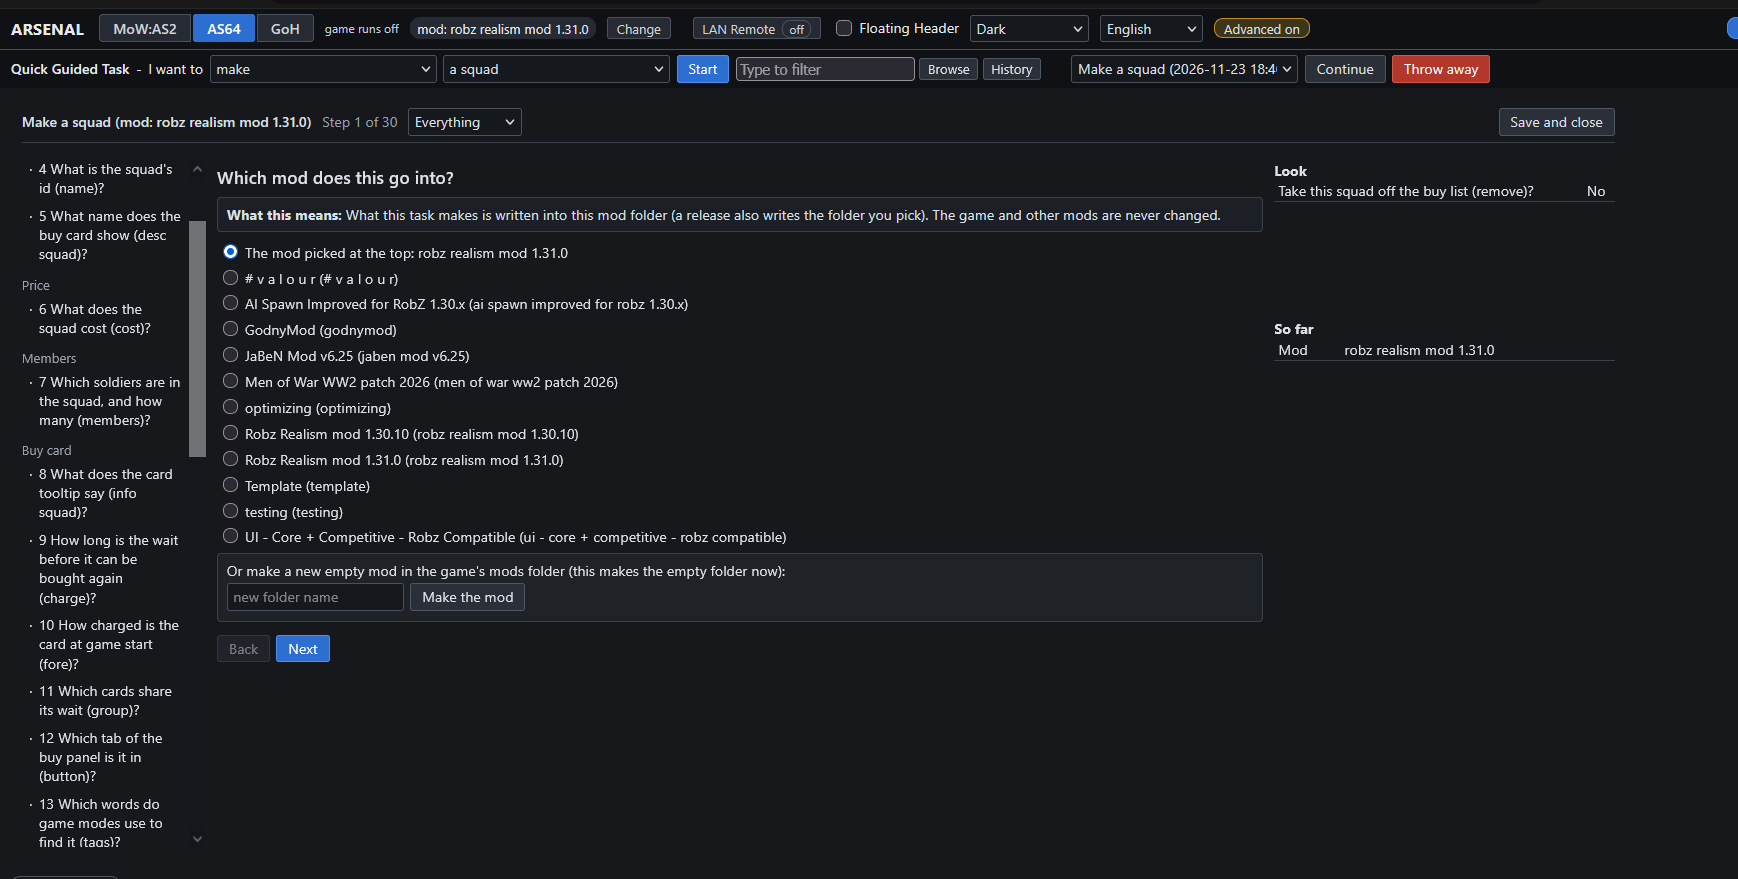 ARSENAL MoW:AS2 AS64 GoH game runs off mod: robz realism mod 1.31.0 Change LAN Remote off Floating Header Dark English Advanced on
Quick Guided Task - I want to make a squad Start Type to filter Browse History Make a squad (2026-11-23 18:4 Continue Throw away
Make a squad (mod: robz realism mod 1.31.0) Step 1 of 30 Everything Save and close
· 4 What is the squad's
id (name)?
· 5 What name does the
buy card show (desc
squad)?
Price
· 6 What does the
squad cost (cost)?
Members
· 7 Which soldiers are in
the squad, and how
many (members)?
Buy card
· 8 What does the card
tooltip say (info
squad)?
· 9 How long is the wait
before it can be
bought again
(charge)?
· 10 How charged is the
card at game start
(fore)?
· 11 Which cards share
its wait (group)?
· 12 Which tab of the
buy panel is it in
(button)?
· 13 Which words do
game modes use to
find it (tags)?
Which mod does this go into?
What this means: What this task makes is written into this mod folder (a release also writes the folder you pick). The game and other mods are never changed.
The mod picked at the top: robz realism mod 1.31.0
# v a l o u r (# v a l o u r)
AI Spawn Improved for RobZ 1.30.x (ai spawn improved for robz 1.30.x)
GodnyMod (godnymod)
JaBeN Mod v6.25 (jaben mod v6.25)
Men of War WW2 patch 2026 (men of war ww2 patch 2026)
optimizing (optimizing)
Robz Realism mod 1.30.10 (robz realism mod 1.30.10)
Robz Realism mod 1.31.0 (robz realism mod 1.31.0)
Template (template)
testing (testing)
UI - Core + Competitive - Robz Compatible (ui - core + competitive - robz compatible)
Or make a new empty mod in the game's mods folder (this makes the empty folder now):
new folder name Make the mod
Back Next
Look
Take this squad off the buy list (remove)? No
So far
Mod robz realism mod 1.31.0